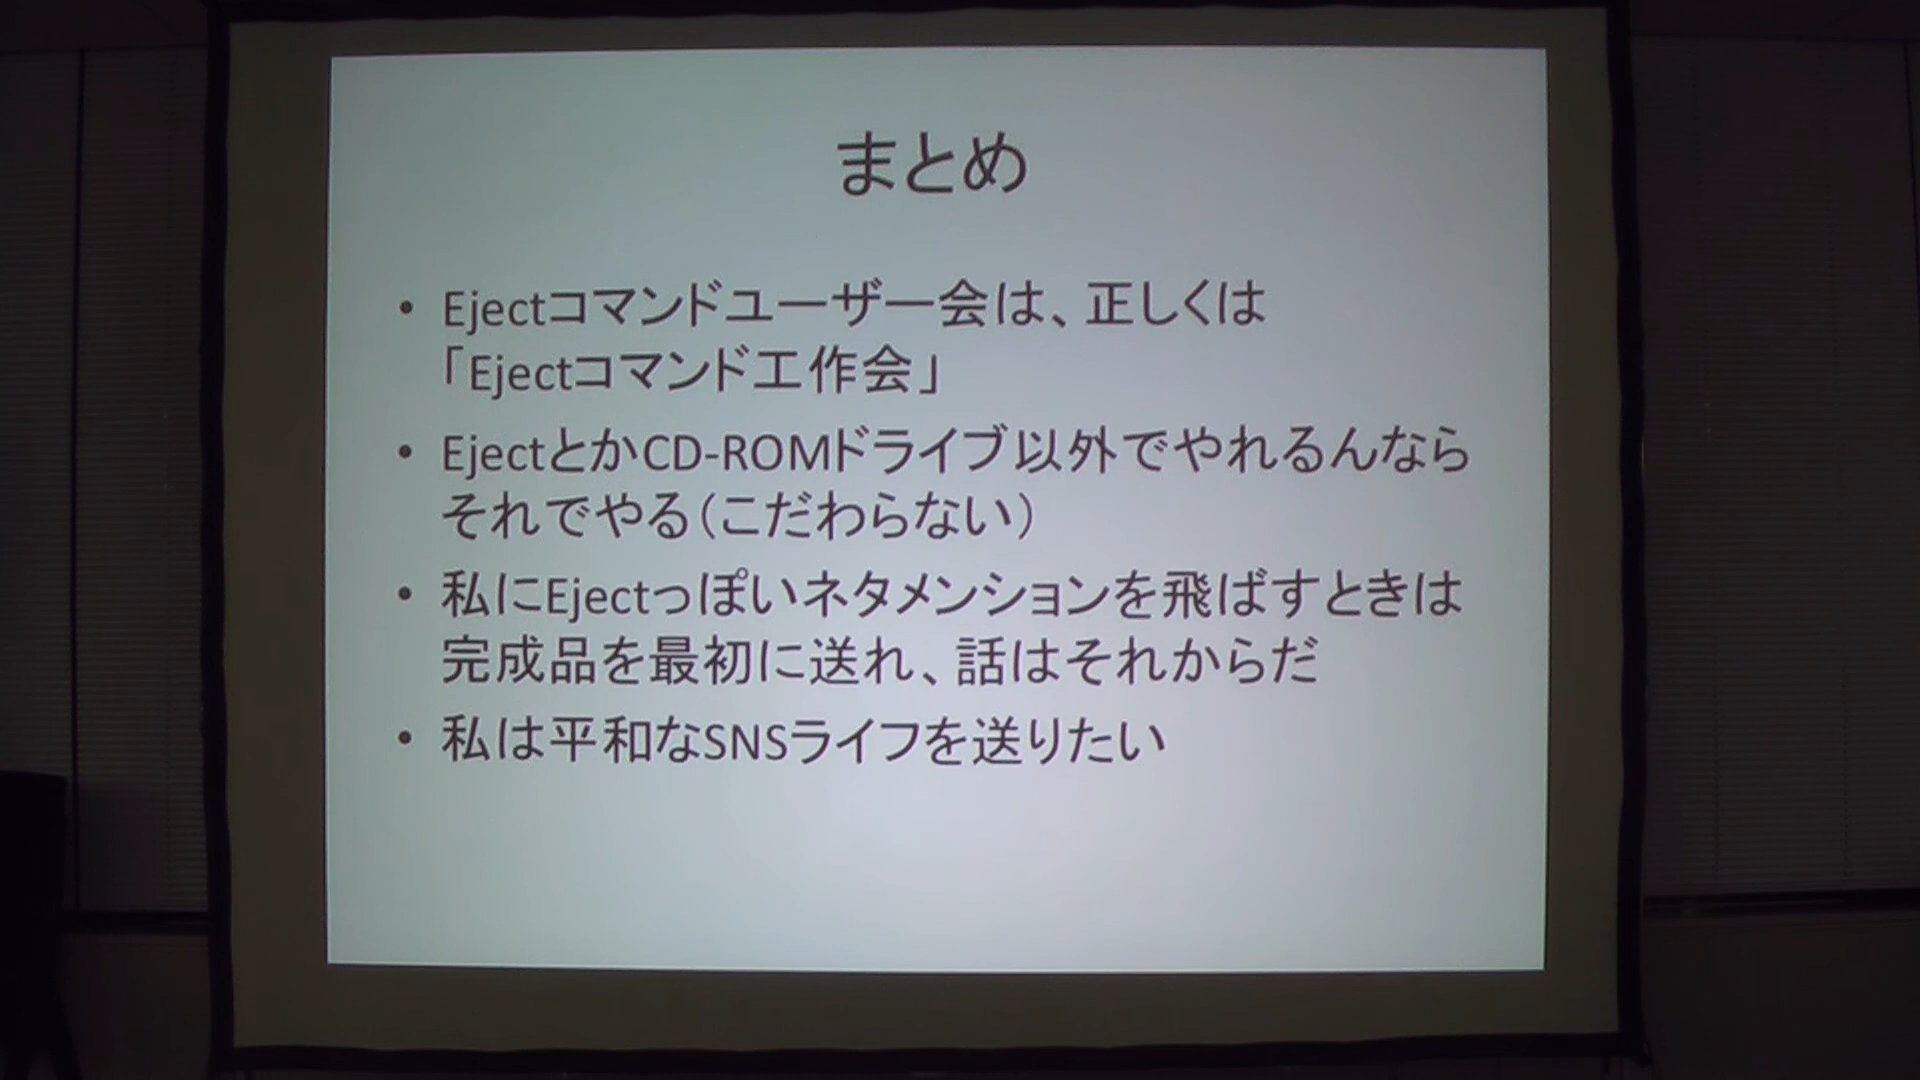 まとめ
• Ejectコマンドユーザー会は、正しくは
「Ejectコマンド工作会」
• EjectとかCD-ROMドライブ以外でやれるんなら
それでやる（こだわらない）
• 私にEjectっぽいネタメンションを飛ばすときは
完成品を最初に送れ、話はそれからだ
• 私は平和なSNSライフを送りたい